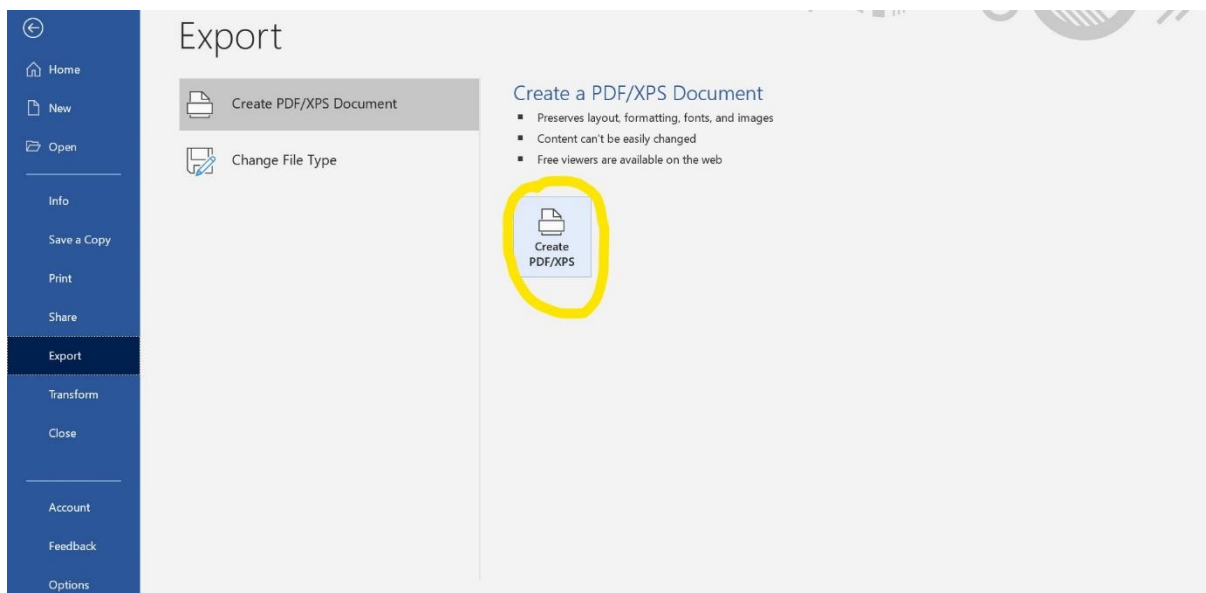 Export
Home
New
Open
Info
Save a Copy
Print
Share
Export
Transform
Close
Account
Feedback
Options
Create PDF/XPS Document
Change File Type
Create a PDF/XPS Document
Preserves layout, formatting, fonts, and images
Content can't be easily changed
Free viewers are available on the web
Create
PDF/XPS